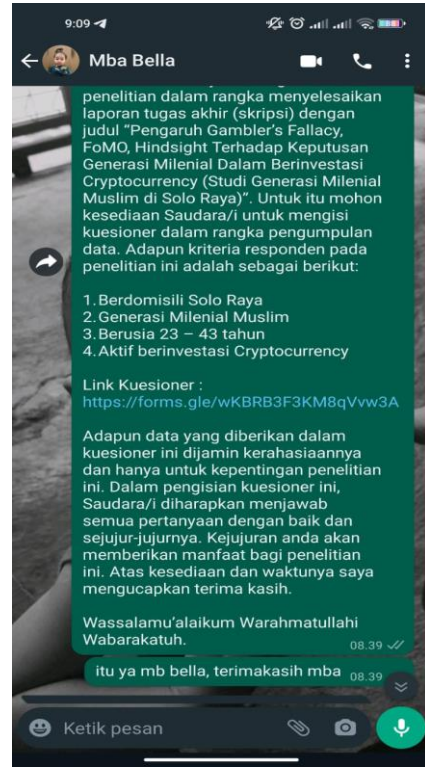 9:09
Mba Bella
penelitian dalam rangka menyelesaikan
laporan tugas akhir (skripsi) dengan
judul "Pengaruh Gambler's Fallacy,
FoMO, Hindsight Terhadap Keputusan
Generasi Milenial Dalam Berinvestasi
Cryptocurrency (Studi Generasi Milenial
Muslim di Solo Raya)". Untuk itu mohon
kesediaan Saudara/i untuk mengisi
kuesioner dalam rangka pengumpulan
data. Adapun kriteria responden pada
penelitian ini adalah sebagai berikut:
1. Berdomisili Solo Raya
2. Generasi Milenial Muslim
3. Berusia 23 – 43 tahun
4. Aktif berinvestasi Cryptocurrency
Link Kuesioner :
https://forms.gle/wKBRB3F3KM8qVvw3A
Adapun data yang diberikan dalam
kuesioner ini dijamin kerahasiaannya
dan hanya untuk kepentingan penelitian
ini. Dalam pengisian kuesioner ini,
Saudara/i diharapkan menjawab
semua pertanyaan dengan baik dan
sejujur-jujurnya. Kejujuran anda akan
memberikan manfaat bagi penelitian
ini. Atas kesediaan dan waktunya saya
mengucapkan terima kasih.
Wassalamu'alaikum Warahmatullahi
Wabarakatuh.
08.39
itu ya mb bella, terimakasih mba 08.39
Ketik pesan